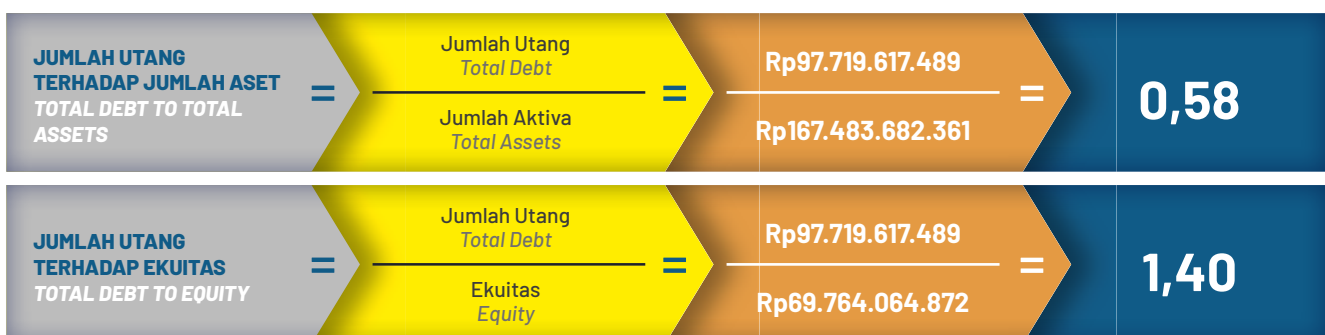 JUMLAH UTANG
TERHADAP JUMLAH ASET
TOTAL DEBT TO TOTAL
ASSETS
=
Jumlah Utang
Total Debt
Jumlah Aktiva
Total Assets
=
Rp97.719.617.489
Rp167.483.682.361
=
0,58
JUMLAH UTANG
TERHADAP EKUITAS
TOTAL DEBT TO EQUITY
=
Jumlah Utang
Total Debt
Ekuitas
Equity
=
Rp97.719.617.489
Rp69.764.064.872
=
1,40